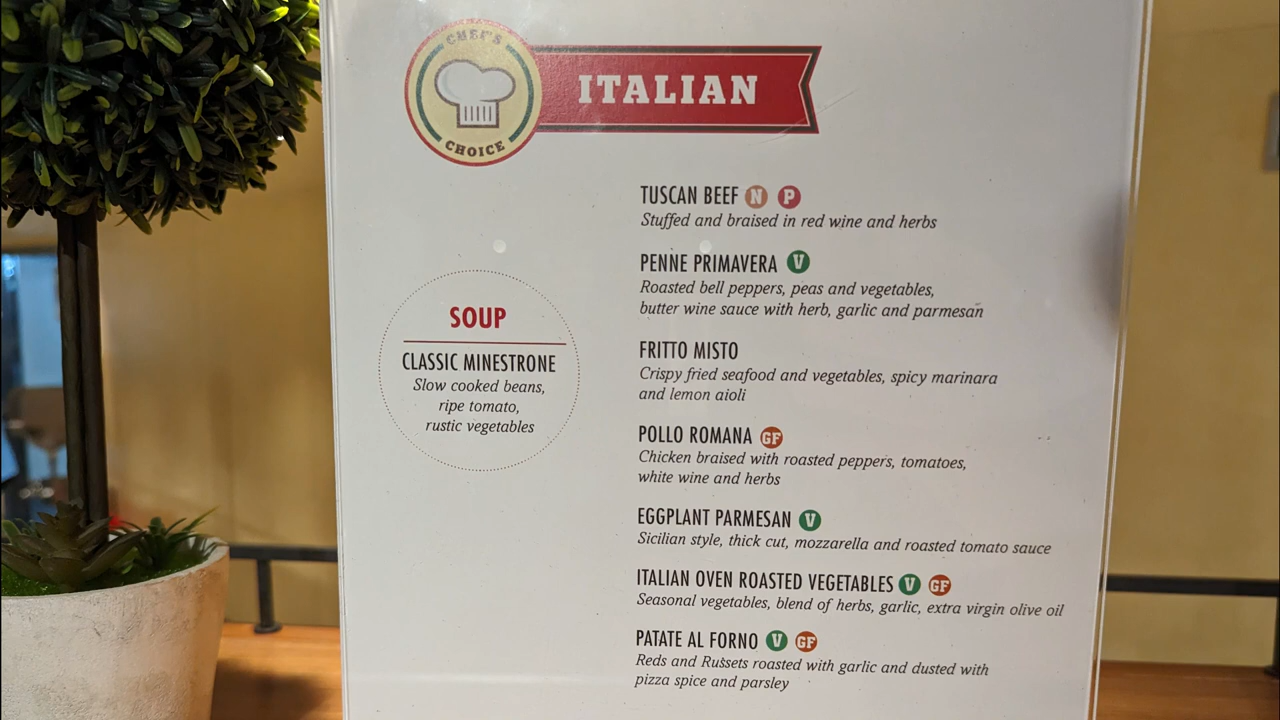 CHEF'S
CHOICE
ITALIAN
SOUP
CLASSIC MINESTRONE
Slow cooked beans,
ripe tomato,
rustic vegetables
TUSCAN BEEF N P
Stuffed and braised in red wine and herbs
PENNE PRIMAVERA V
Roasted bell peppers, peas and vegetables,
butter wine sauce with herb, garlic and parmesan
FRITTO MISTO
Crispy fried seafood and vegetables, spicy marinara
and lemon aioli
POLLO ROMANA GF
Chicken braised with roasted peppers, tomatoes,
white wine and herbs
EGGPLANT PARMESAN V
Sicilian style, thick cut, mozzarella and roasted tomato sauce
ITALIAN OVEN ROASTED VEGETABLES V GF
Seasonal vegetables, blend of herbs, garlic, extra virgin olive oil
PATATE AL FORNO V GF
Reds and Russets roasted with garlic and dusted with
pizza spice and parsley